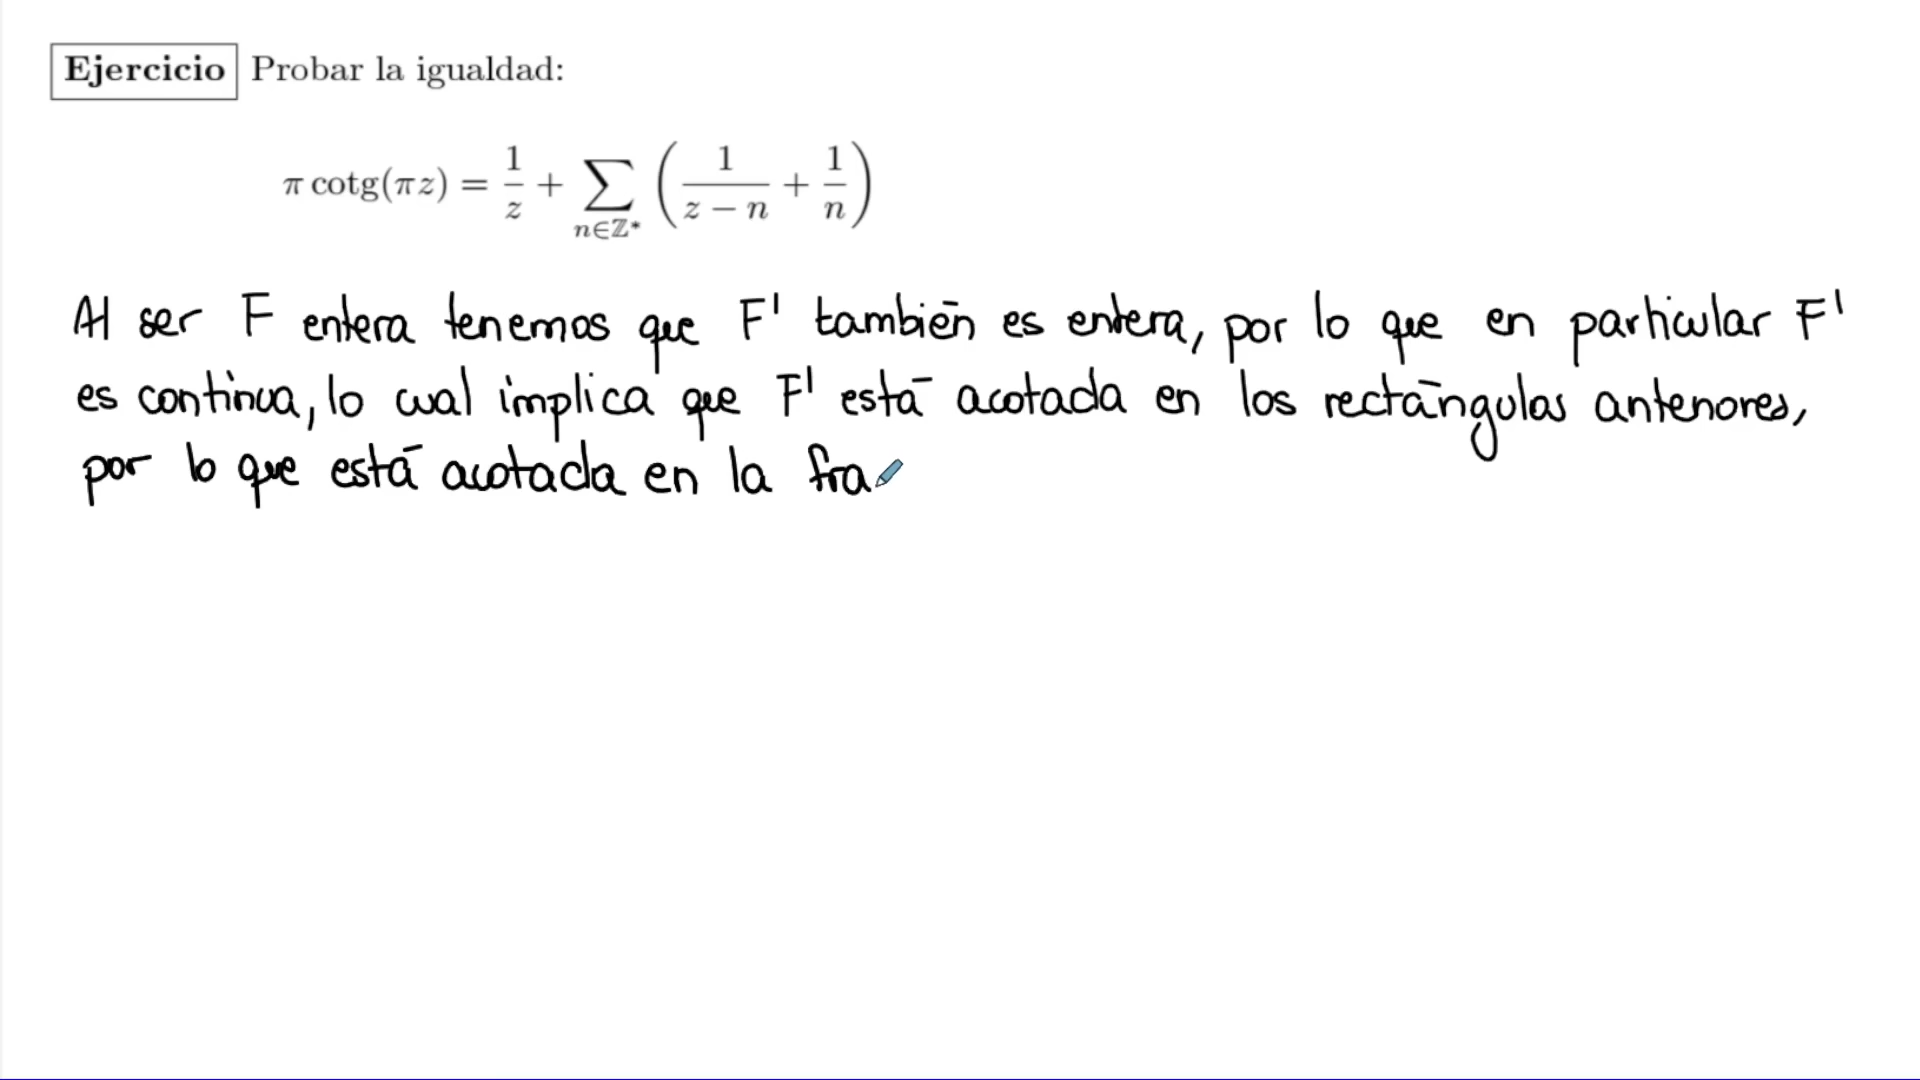 Ejercicio Probar la igualdad:
π cotg(πz) = 1/z + ∑_{n∈ℤ*} (1/(z − n) + 1/n)
Al ser F entera tenemos que F' también es entera, por lo que en particular F'
es continua, lo cual implica que F' está acotada en los rectángulos anteriores,
por lo que está acotada en la fra